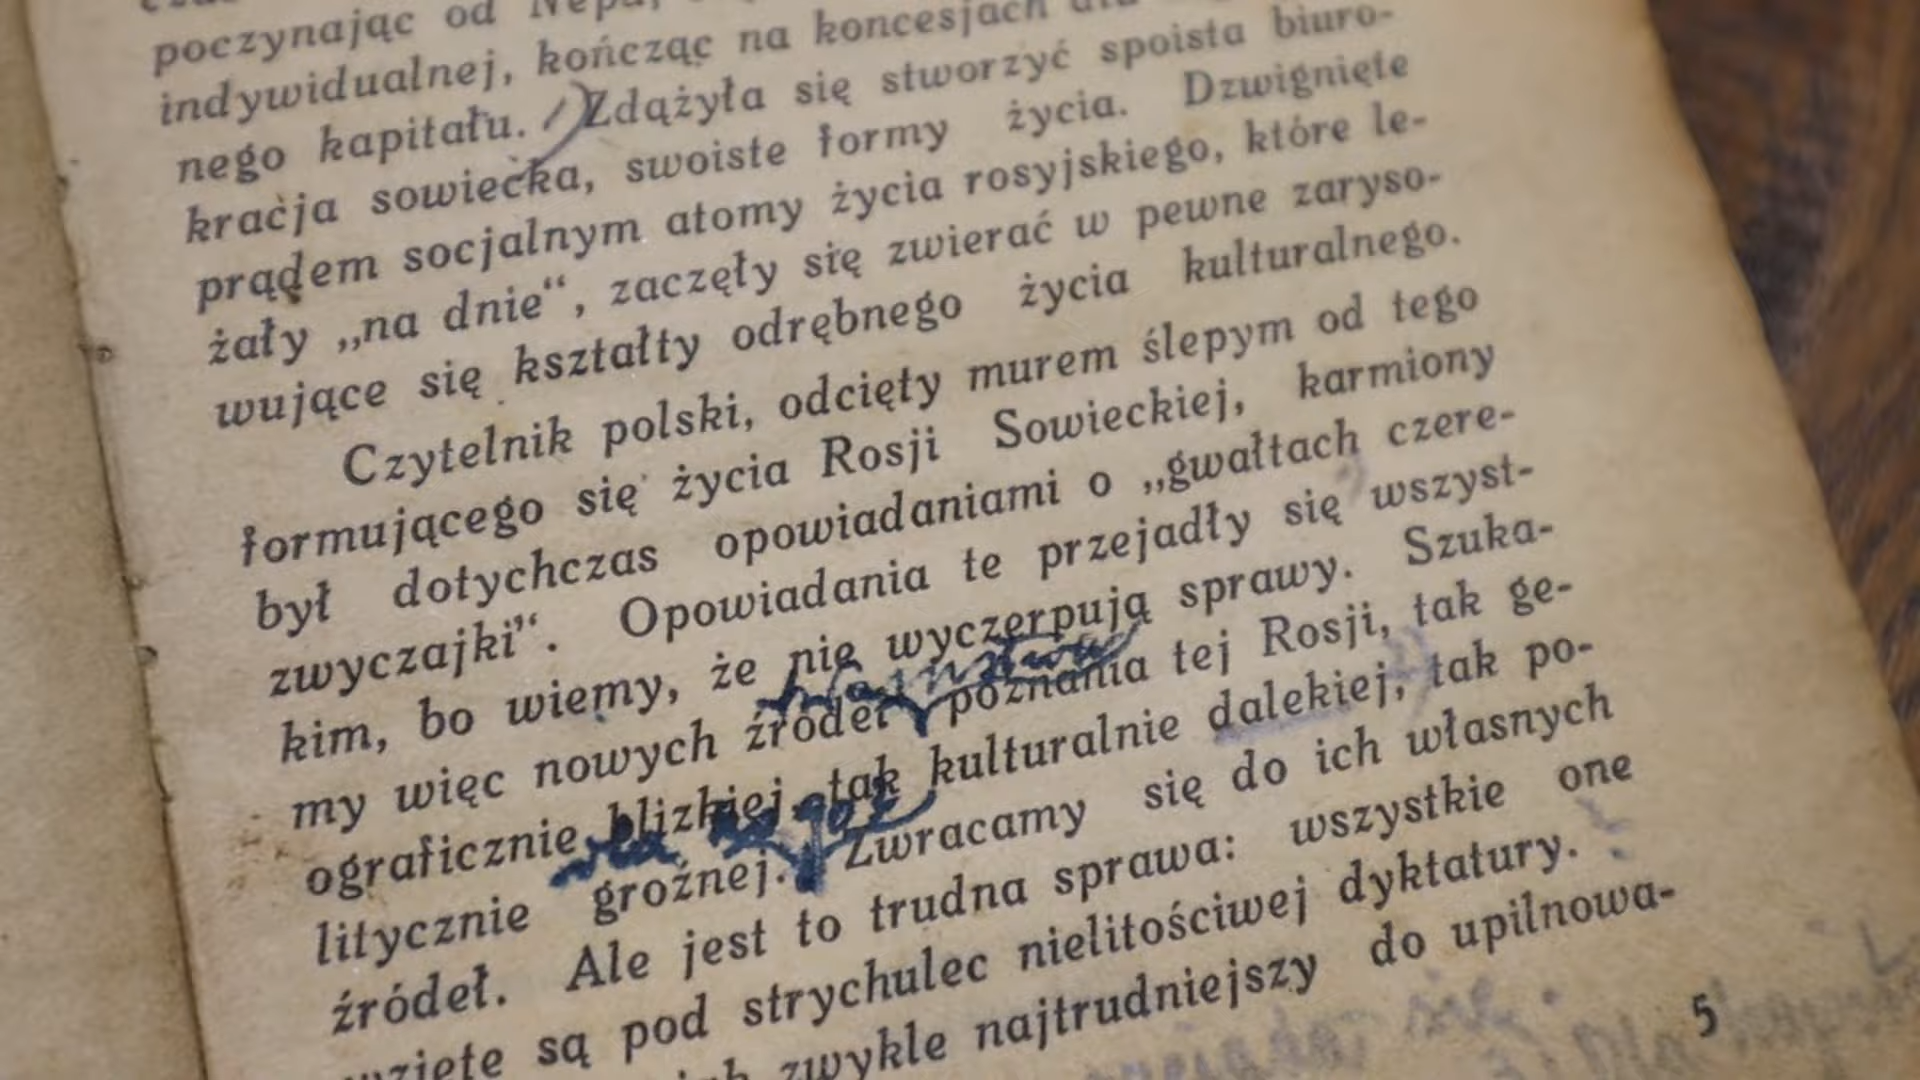 poczynając od Nepu,
indywidualnej, kończąc na koncesjach
nego kapitału. Zdążyła się stworzyć spoista biuro-
kracja sowiecka, swoiste formy życia. Dzwignięte
prądem socjalnym atomy życia rosyjskiego, które le-
żały „na dnie“, zaczęły się zwierać w pewne zaryso-
wujące się kształty odrębnego życia kulturalnego.
Czytelnik polski, odcięty murem ślepym od tego
formującego się życia Rosji Sowieckiej, karmiony
był dotychczas opowiadaniami o „gwałtach czere-
zwyczajki“. Opowiadania te przejadły się wszyst-
kim, bo wiemy, że nie wyczerpują sprawy. Szuka-
my więc nowych źródeł poznania tej Rosji, tak ge-
ograficznie blizkiej, tak kulturalnie dalekiej, tak po-
litycznie groźnej. Zwracamy się do ich własnych
źródeł. Ale jest to trudna sprawa: wszystkie one
są pod strychulec nielitościwej dyktatury.
zwykle najtrudniejszy do upilnowa-
5